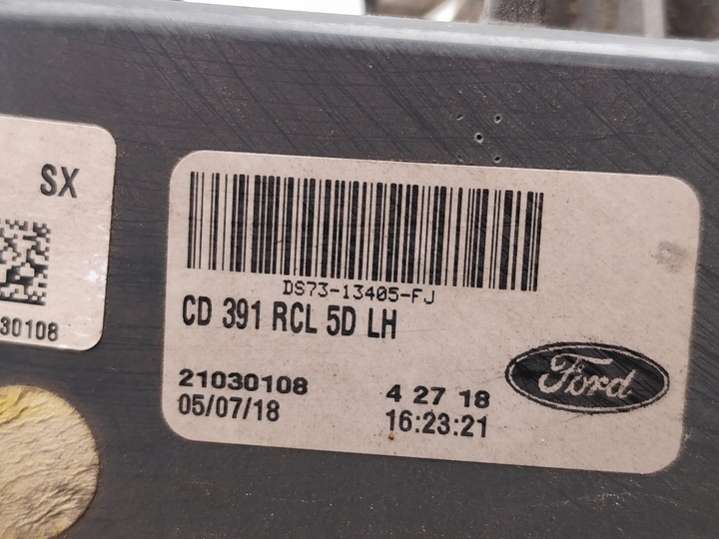 SX
30108
DS73-13405-FJ
CD 391 RCL 5D LH
21030108 4 27 18
05/07/18 16:23:21
Ford